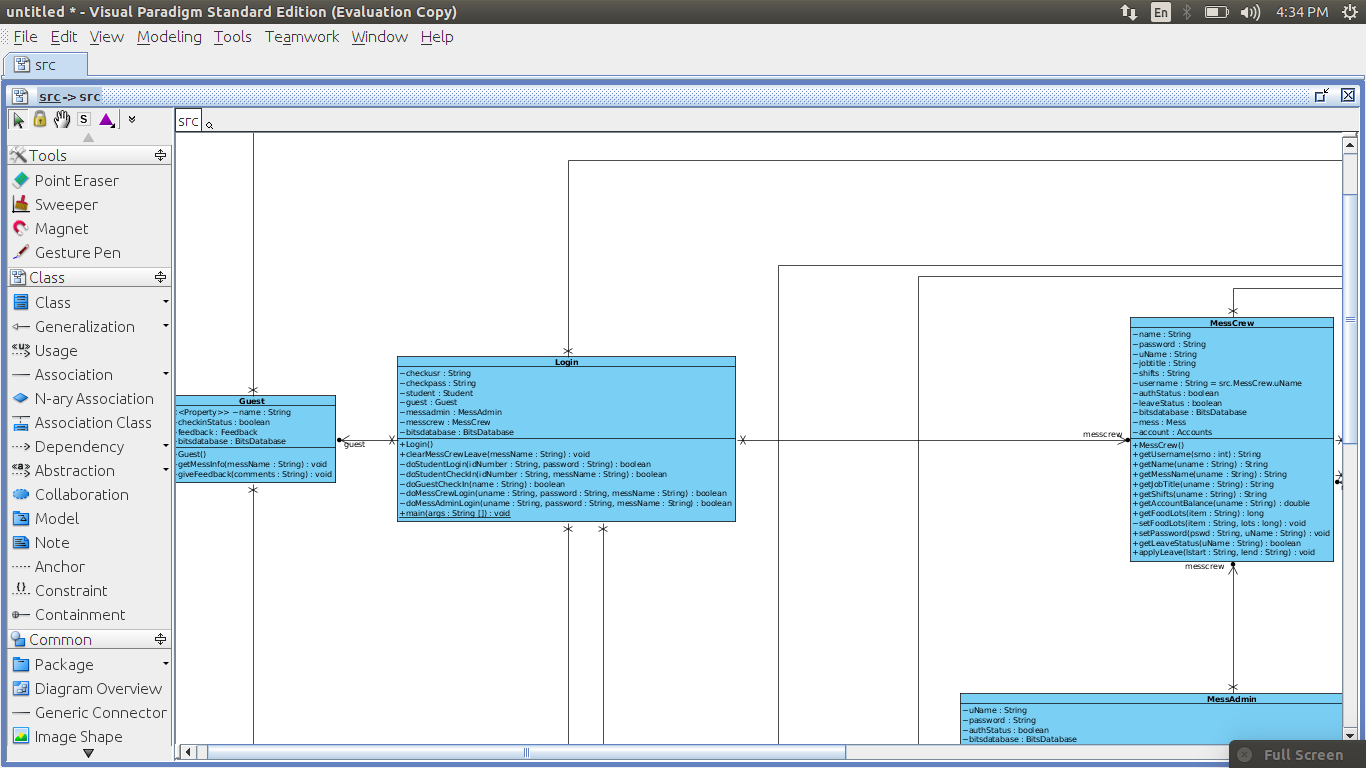 untitled * - Visual Paradigm Standard Edition (Evaluation Copy)
En
4:34 PM
File Edit View Modeling Tools Teamwork Window Help
src
src->src
S
src
Tools
Point Eraser
Sweeper
Magnet
Gesture Pen
Class
Class
Generalization
Usage
Association
N-ary Association
Association Class
Dependency
Abstraction
Collaboration
Model
Note
Anchor
Constraint
Containment
Common
Package
Diagram Overview
Generic Connector
Image Shape
Guest
<Property>> -name : String
checkinStatus : boolean
feedback : Feedback
bitsdatabase : BitsDatabase
Guest()
getMessInfo(messName : String) : void
giveFeedback(comments : String) : void
guest
Login
-checkusr : String
-checkpass : String
-student : Student
-guest : Guest
-messadmin : MessAdmin
-messcrew : MessCrew
-bitsdatabase : BitsDatabase
+Login()
+clearMessCrewLeave(messName : String) : void
-doStudentLogin(idNumber : String, password : String) : boolean
-doStudentCheckIn(idNumber : String, messName : String) : boolean
-doGuestCheckIn(name : String) : boolean
-doMessCrewLogin(uname : String, password : String, messName : String) : boolean
-doMessAdminLogin(uname : String, password : String, messName : String) : boolean
+main(args : String []) : void
messcrew
MessCrew
-name : String
-password : String
-uName : String
-jobtitle : String
-shifts : String
-username : String = src.MessCrew.uName
-authStatus : boolean
-leaveStatus : boolean
-bitsdatabase : BitsDatabase
-mess : Mess
-account : Accounts
+MessCrew()
+getUsername(srno : int) : String
+getName(uname : String) : String
+getMessName(uname : String) : String
+getJobTitle(uname : String) : String
+getShifts(uname : String) : String
+getAccountBalance(uname : String) : double
+getFoodLots(item : String) : long
-setFoodLots(item : String, lots : long) : void
+setPassword(pswd : String, uName : String) : void
+getLeaveStatus(uName : String) : boolean
+applyLeave(lstart : String, lend : String) : void
messcrew
MessAdmin
-uName : String
-password : String
-authStatus : boolean
-bitsdatabase : BitsDatabase
Full Screen